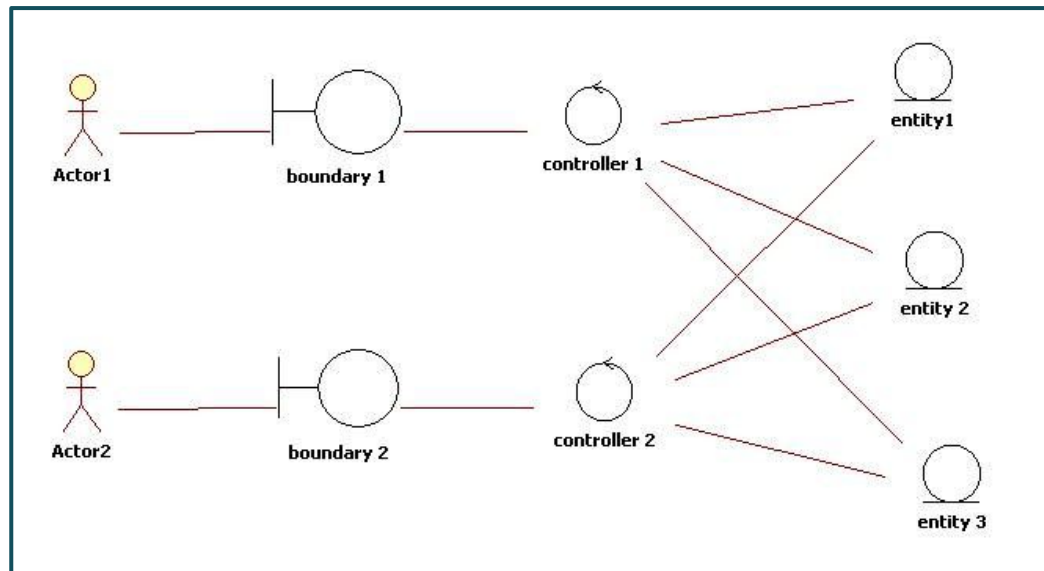 Actor1
boundary 1
controller 1
entity1
entity 2
Actor2
boundary 2
controller 2
entity 3